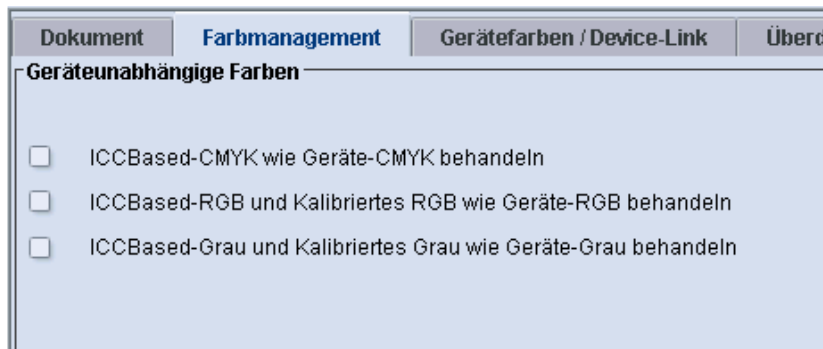 Dokument Farbmanagement Gerätefarben / Device-Link
Geräteunabhängige Farben
ICCBased-CMYK wie Geräte-CMYK behandeln
ICCBased-RGB und Kalibriertes RGB wie Geräte-RGB behandeln
ICCBased-Grau und Kalibriertes Grau wie Geräte-Grau behandeln